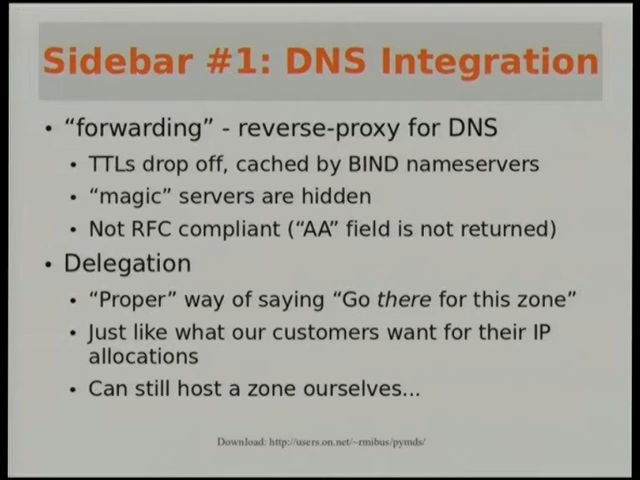 Sidebar #1: DNS Integration
• “forwarding” - reverse-proxy for DNS
• TTLs drop off, cached by BIND nameservers
• “magic” servers are hidden
• Not RFC compliant (“AA” field is not returned)
• Delegation
• “Proper” way of saying “Go there for this zone”
• Just like what our customers want for their IP
allocations
• Can still host a zone ourselves...
Download: http://users.on.net/~rmibus/pymds/